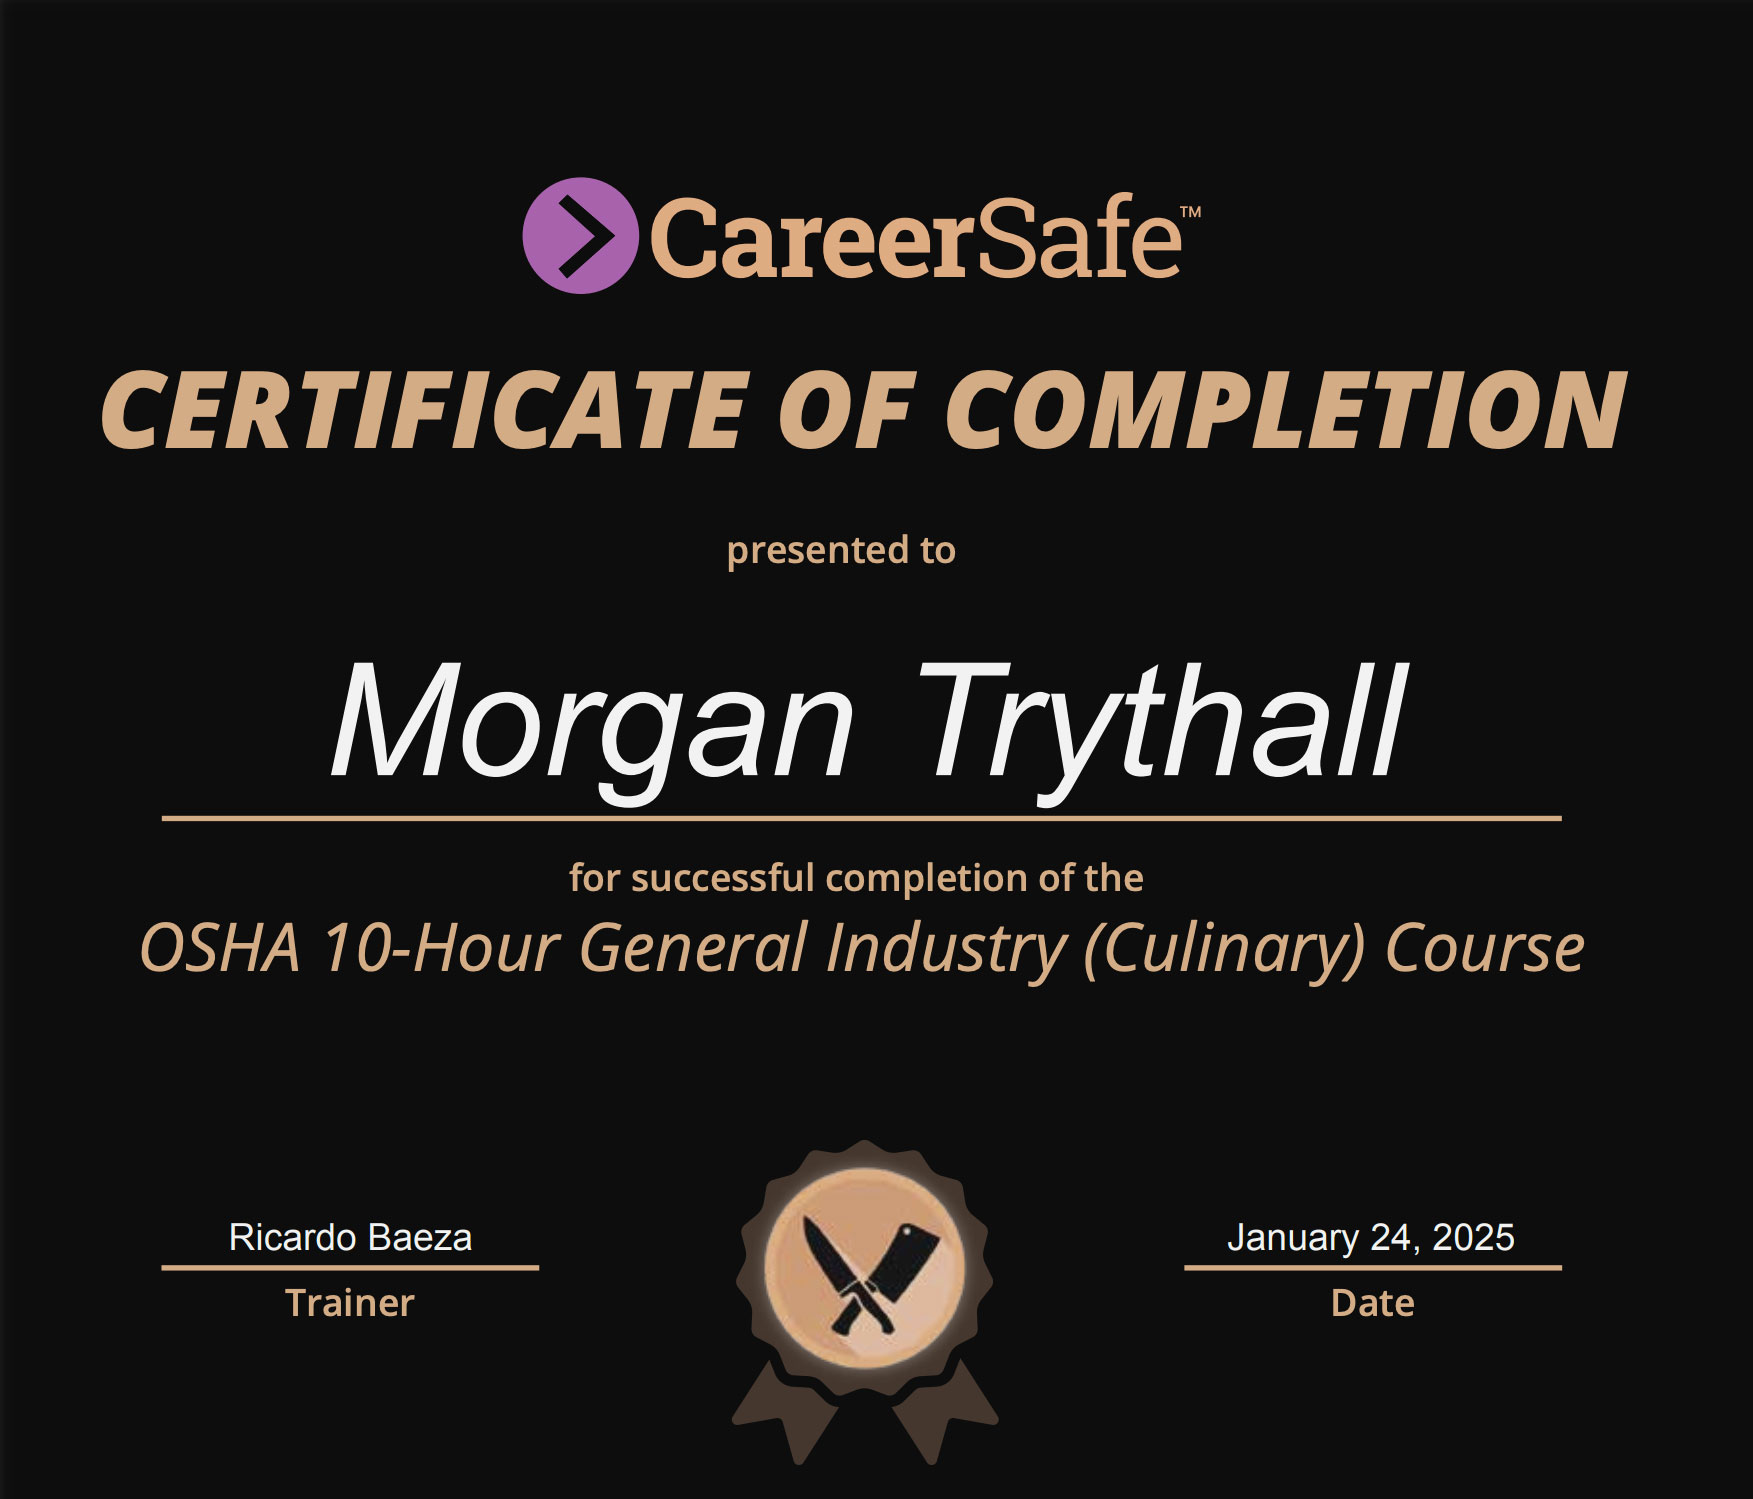 CareerSafe™
CERTIFICATE OF COMPLETION
presented to
Morgan Trythall
for successful completion of the
OSHA 10-Hour General Industry (Culinary) Course
Ricardo Baeza
Trainer
January 24, 2025
Date